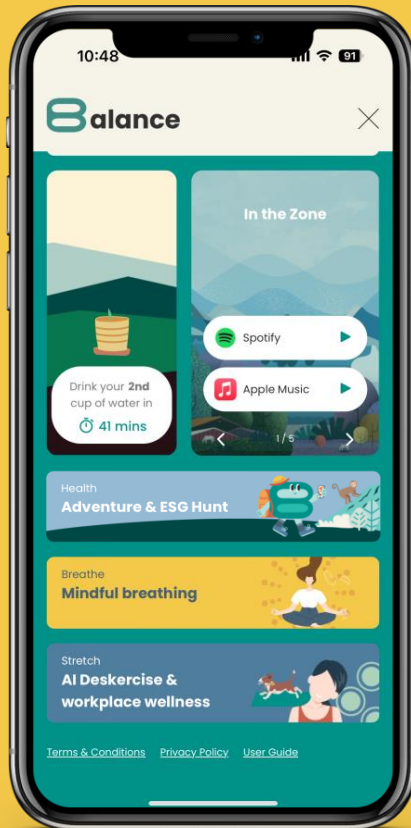 10:48
91
Balance
In the Zone
Spotify
Apple Music
1 / 5
Drink your 2nd
cup of water in
41 mins
Health
Adventure & ESG Hunt
Breathe
Mindful breathing
Stretch
AI Deskercise &
workplace wellness
Terms & Conditions Privacy Policy User Guide